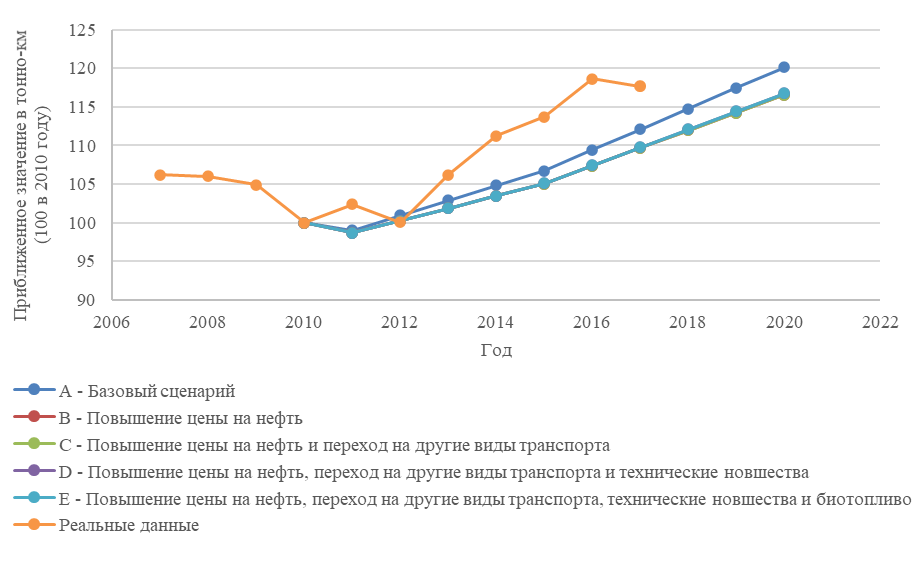 Приближенное значение в тонно-км
(100 в 2010 году)
125
120
115
110
105
100
95
90
2006 2008 2010 2012 2014 2016 2018 2020 2022
Год
A - Базовый сценарий
B - Повышение цены на нефть
C - Повышение цены на нефть и переход на другие виды транспорта
D - Повышение цены на нефть, переход на другие виды транспорта и технические новшества
E - Повышение цены на нефть, переход на другие виды транспорта, технические новшества и биотопливо
Реальные данные